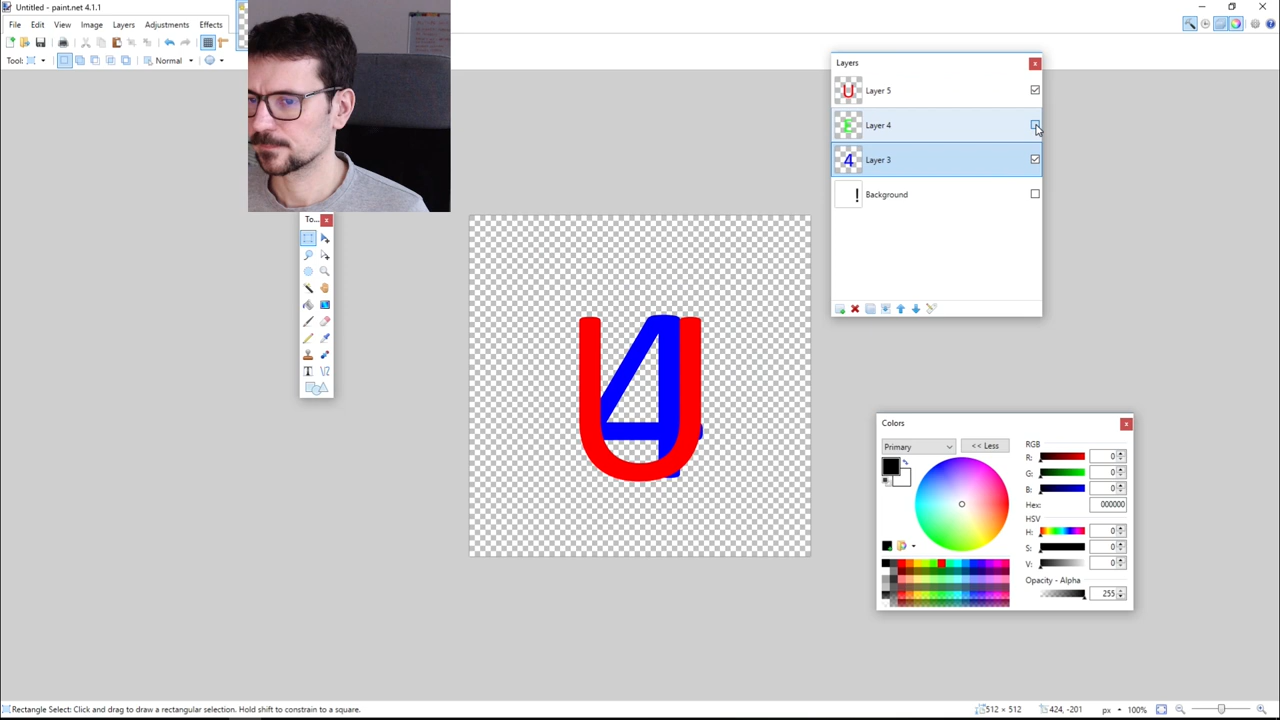 Untitled - paint.net 4.1.1
File Edit View Image Layers Adjustments Effects
Tool: Normal
Layers
U Layer 5
E Layer 4
4 Layer 3
! Background
To...
U4
Colors
Primary << Less
RGB
R: 0
G: 0
B: 0
Hex: 000000
HSV
H: 0
S: 0
V: 0
Opacity - Alpha
255
Rectangle Select: Click and drag to draw a rectangular selection. Hold shift to constrain to a square.
512 × 512 424, -201 px 100%